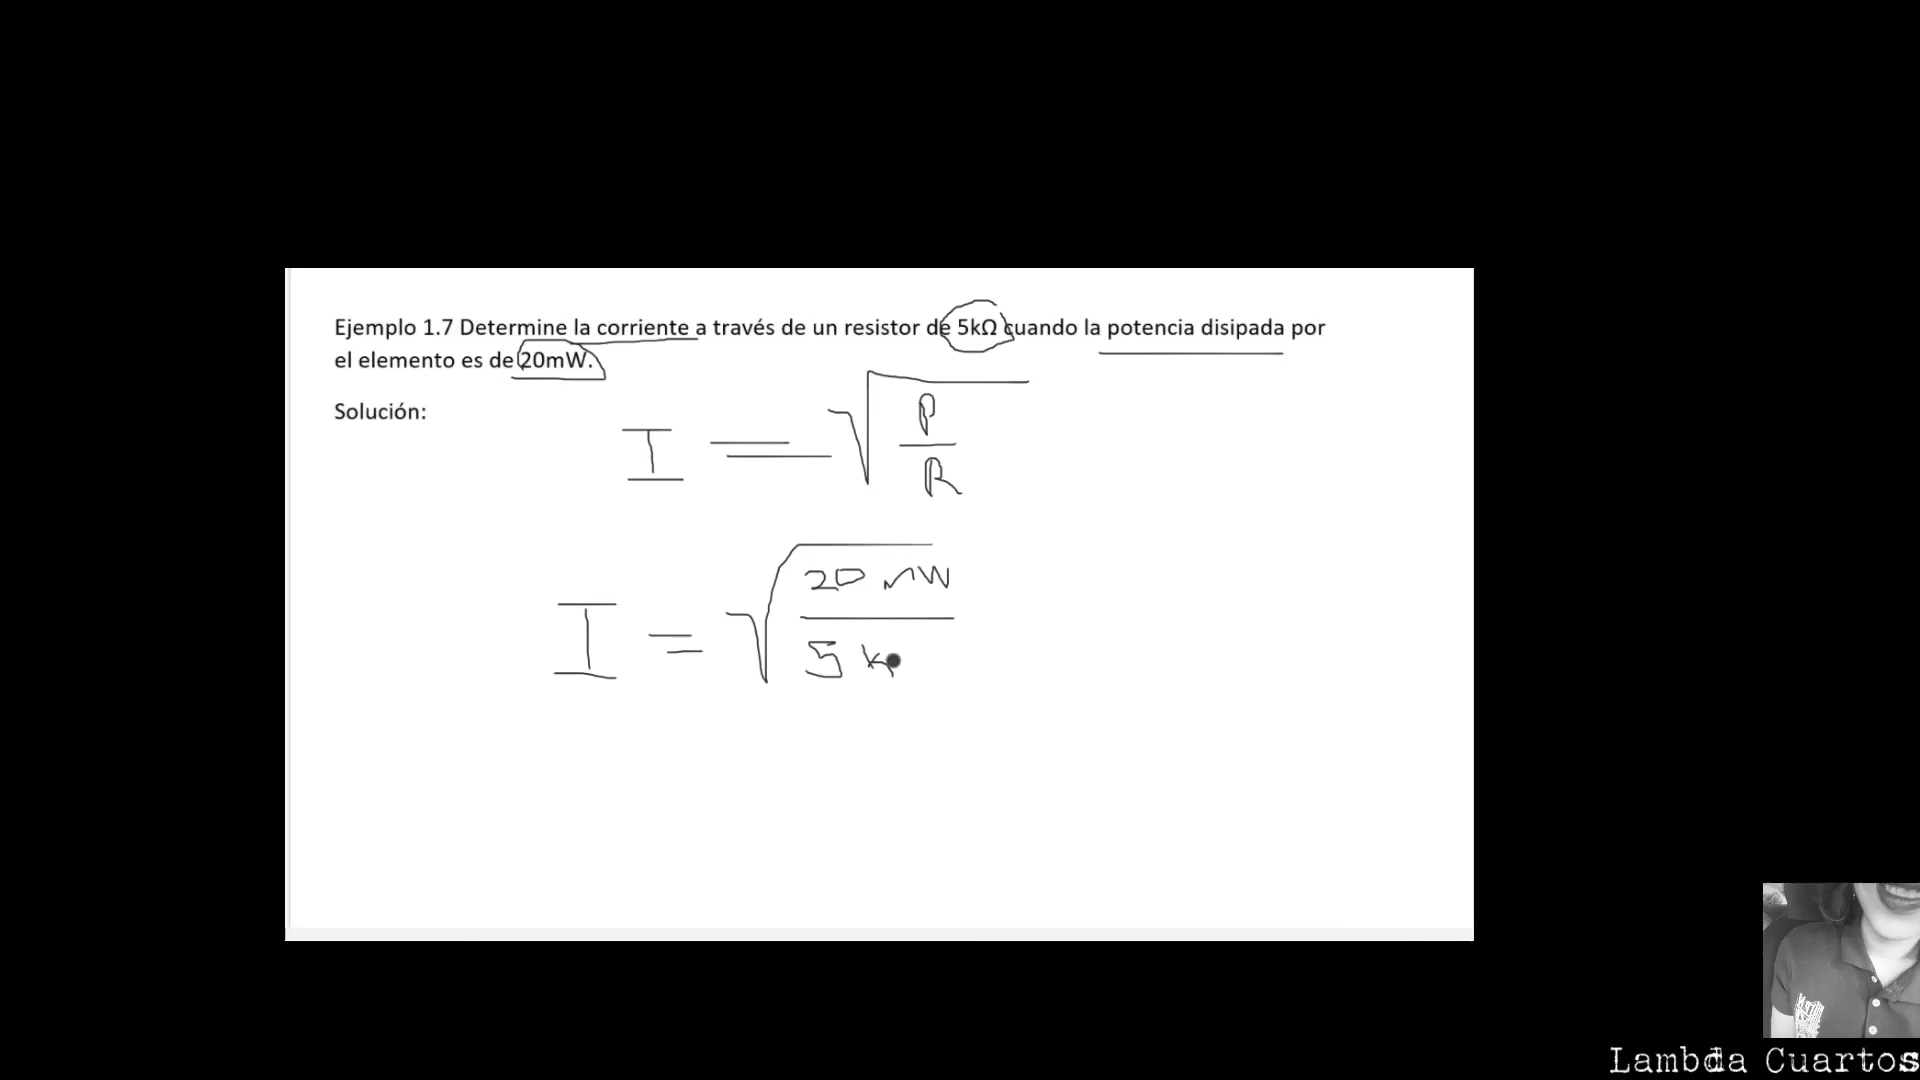 Ejemplo 1.7 Determine la corriente a través de un resistor de 5kΩ cuando la potencia disipada por
el elemento es de 20mW.
Solución:
I = √ P
R
I = √ 20 mW
5 k
Lambda Cuartos